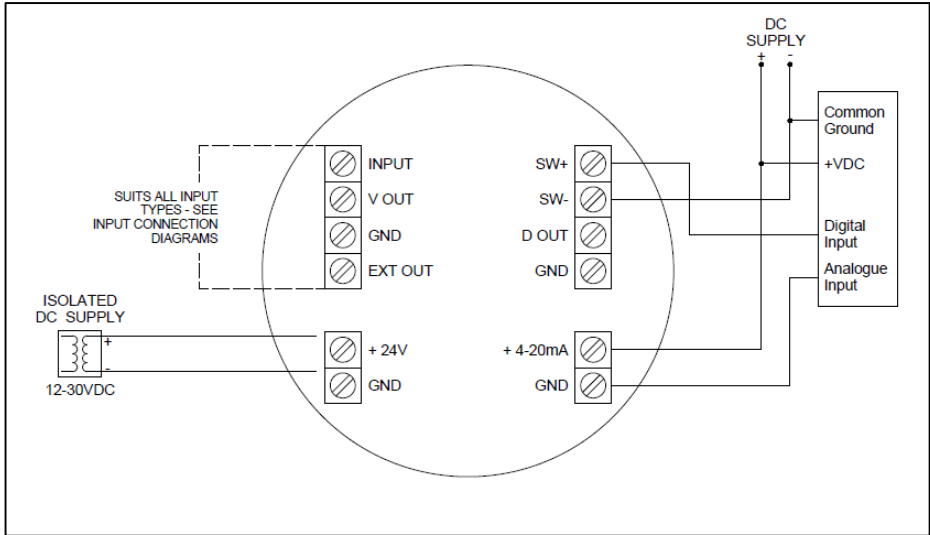 DC
SUPPLY
+ -
Common
Ground
+VDC
Digital
Input
Analogue
Input
INPUT
V OUT
GND
EXT OUT
SW+
SW-
D OUT
GND
SUITS ALL INPUT
TYPES - SEE
INPUT CONNECTION
DIAGRAMS
ISOLATED
DC SUPPLY
+
-
12-30VDC
+ 24V
GND
+ 4-20mA
GND